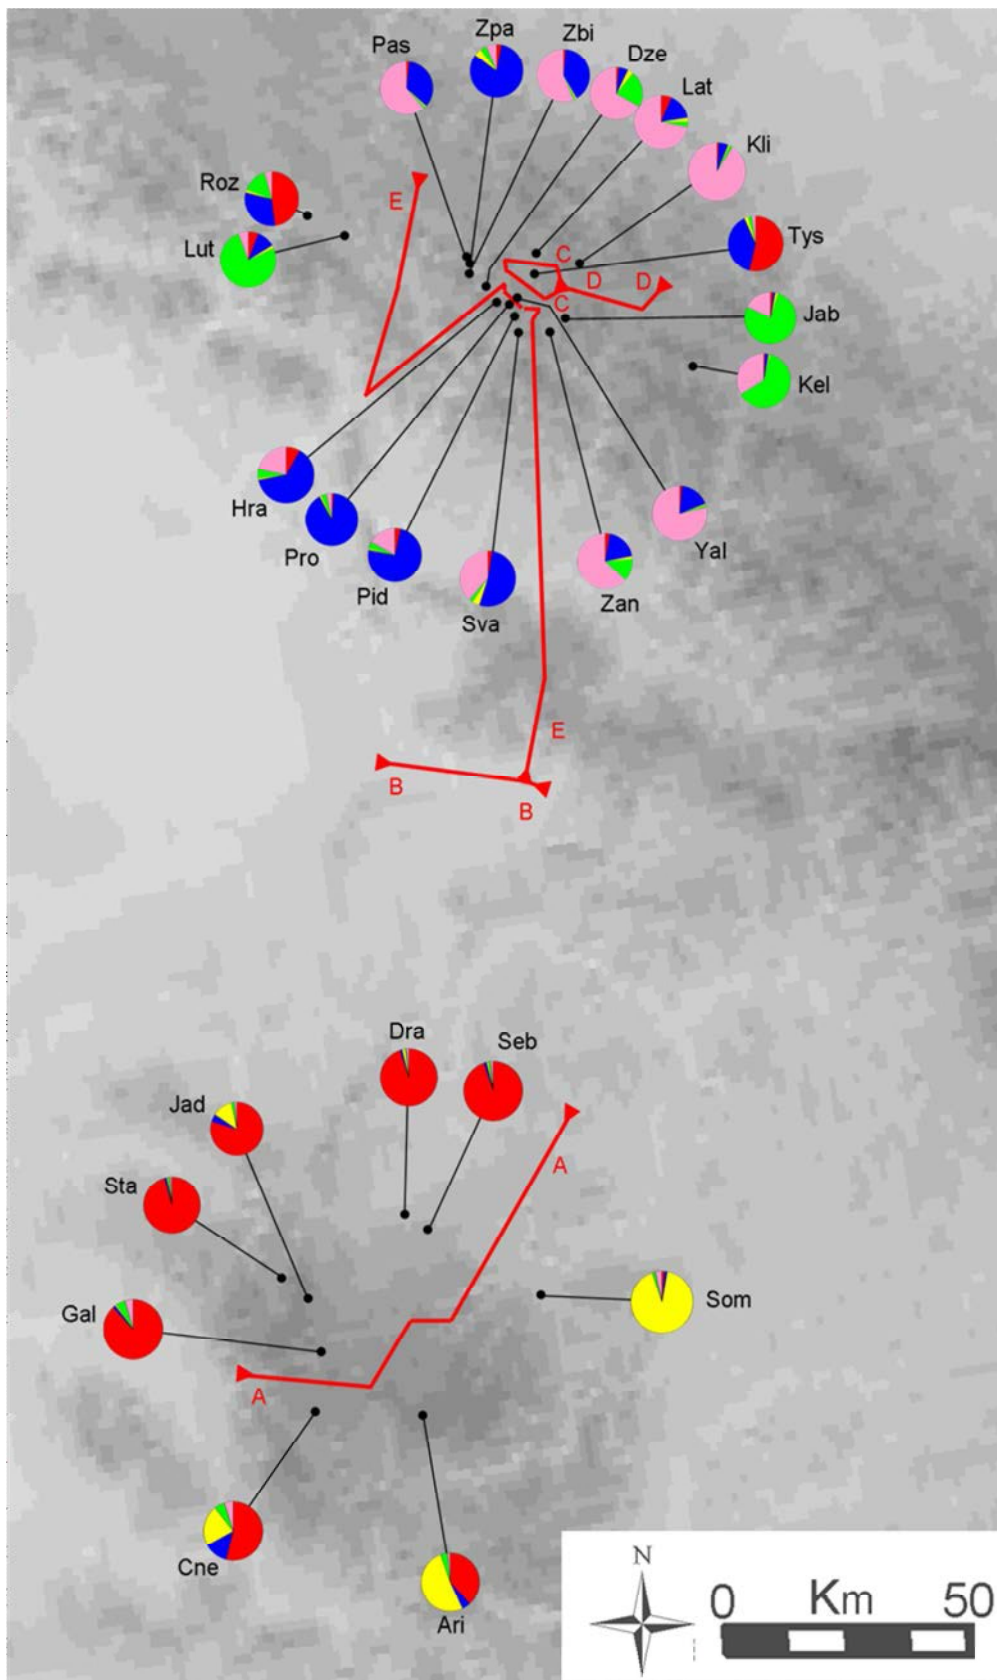 Zpa
Pas
Zbi
Dze
Lat
Kli
Roz
E
Lut
Tys
C
D
D
C
Jab
Kel
Hra
Pro
Pid
Sva
Zan
Yal
E
B
B
Dra
Seb
Jad
A
Sta
Som
Gal
A
Cne
Ari
N
0 Km 50